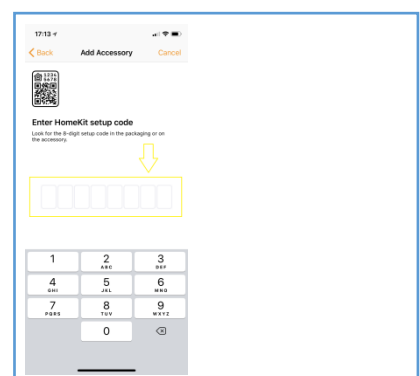 17:13
Back Add Accessory Cancel
1234
5678
Enter HomeKit setup code
Look for the 8-digit setup code in the packaging or on
the accessory.
1 2 3
ABC DEF
4 5 6
GHI JKL MNO
7 8 9
PQRS TUV WXYZ
0